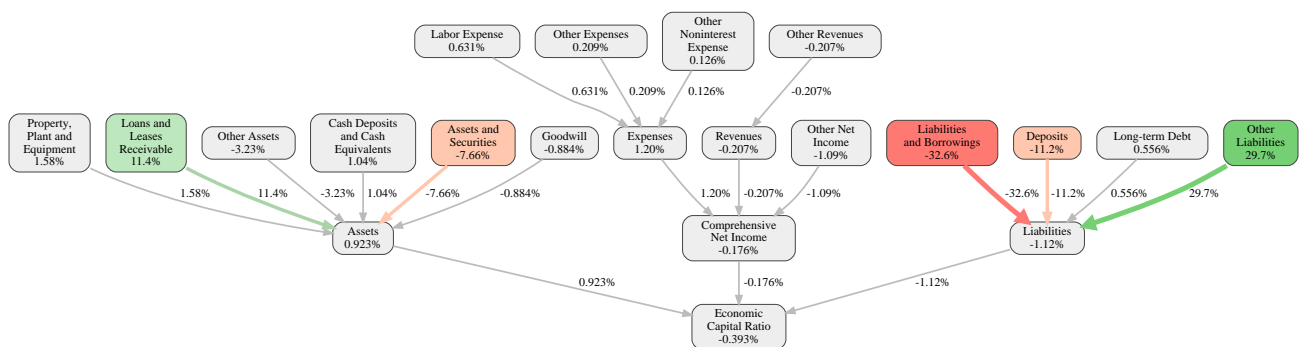 Labor Expense
0.631%
Other Expenses
0.209%
Other
Noninterest
Expense
0.126%
Other Revenues
-0.207%
0.631%
0.209%
0.126%
-0.207%
Property,
Plant and
Equipment
1.58%
Loans and
Leases
Receivable
11.4%
Other Assets
-3.23%
Cash Deposits
and Cash
Equivalents
1.04%
Assets and
Securities
-7.66%
Goodwill
-0.884%
Expenses
1.20%
Revenues
-0.207%
Other Net
Income
-1.09%
Liabilities
and Borrowings
-32.6%
Deposits
-11.2%
Long-term Debt
0.556%
Other
Liabilities
29.7%
1.58%
11.4%
-3.23%
1.04%
-7.66%
-0.884%
1.20%
-0.207%
-1.09%
-32.6%
-11.2%
0.556%
29.7%
Assets
0.923%
Comprehensive
Net Income
-0.176%
Liabilities
-1.12%
0.923%
-0.176%
-1.12%
Economic
Capital Ratio
-0.393%